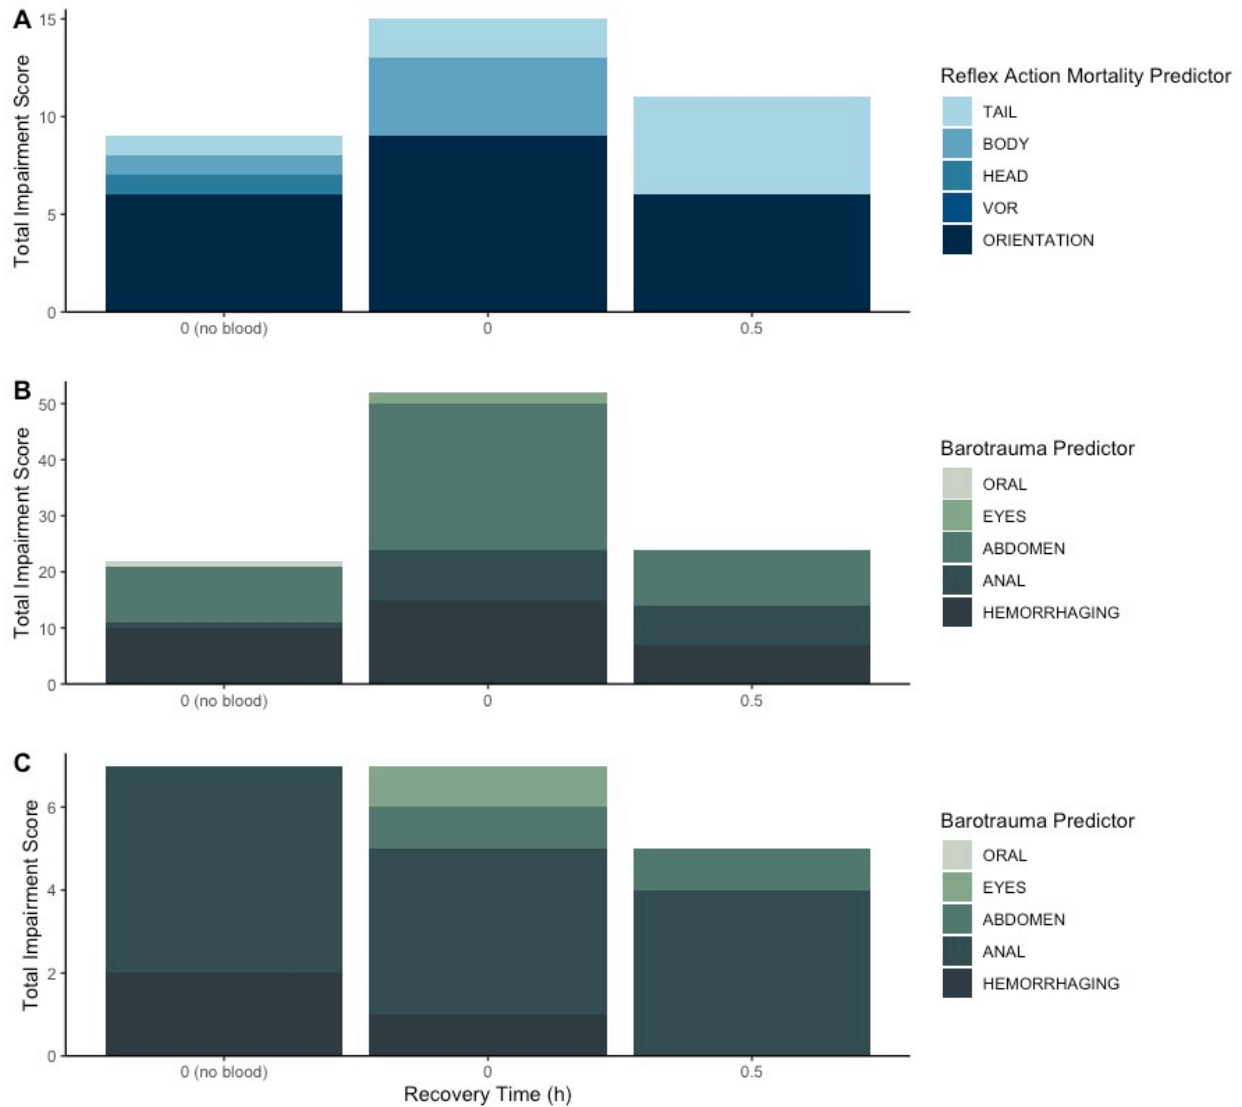 A
Total Impairment Score
15
10
5
0
0 (no blood)
0
0.5
Reflex Action Mortality Predictor
TAIL
BODY
HEAD
VOR
ORIENTATION
B
Total Impairment Score
50
40
30
20
10
0
0 (no blood)
0
0.5
Barotrauma Predictor
ORAL
EYES
ABDOMEN
ANAL
HEMORRHAGING
C
Total Impairment Score
6
4
2
0
0 (no blood)
0
0.5
Recovery Time (h)
Barotrauma Predictor
ORAL
EYES
ABDOMEN
ANAL
HEMORRHAGING